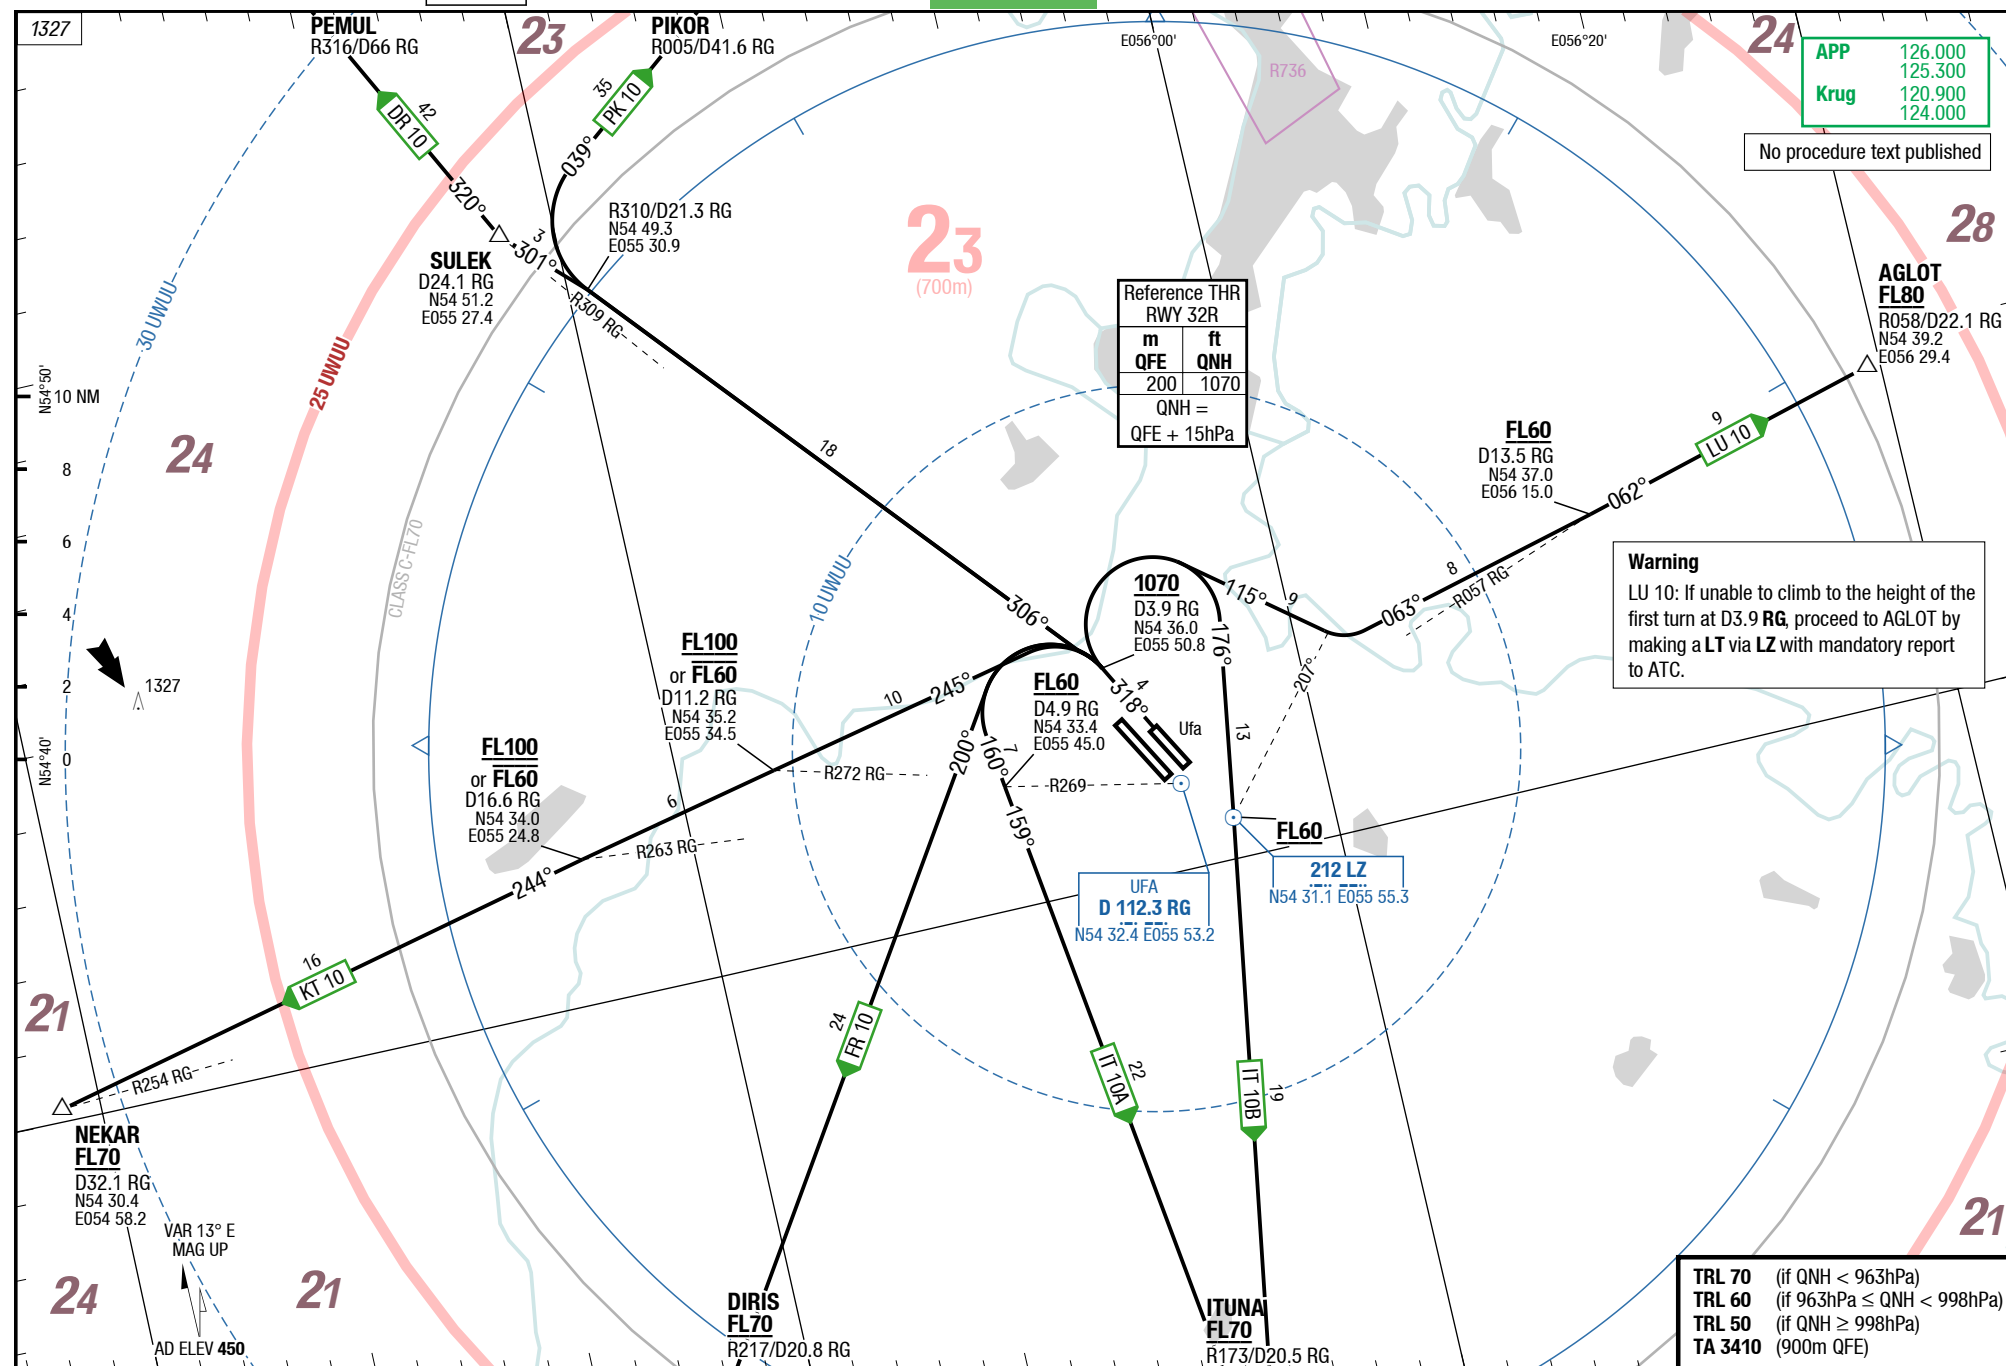 1327
PEMUL
R316/D66 RG
23
PIKOR
R005/D41.6 RG
E056°00'
E056°20'
24
APP 126.000
125.300
Krug 120.900
124.000
No procedure text published
R736
42
DR 10
35
PK 10
039°
320°
3
301°
SULEK
D24.1 RG
N54 51.2
E055 27.4
R310/D21.3 RG
N54 49.3
E055 30.9
R309 RG
23
(700m)
28
AGLOT
FL80
R058/D22.1 RG
N54 39.2
E056 29.4
Reference THR
RWY 32R
m ft
QFE QNH
200 1070
QNH =
QFE + 15hPa
30 UWUU
25 UWUU
N54°50'
10 NM
8
6
4
2
0
N54°40'
24
CLASS C-FL70
18
306°
10 UWUU
9
LU 10
062°
FL60
D13.5 RG
N54 37.0
E056 15.0
8
R057 RG
063°
9
115°
Warning
LU 10: If unable to climb to the height of the
first turn at D3.9 RG, proceed to AGLOT by
making a LT via LZ with mandatory report
to ATC.
1070
D3.9 RG
N54 36.0
E055 50.8
176°
207°
1327
FL100
or FL60
D11.2 RG
N54 35.2
E055 34.5
10
245°
FL60
D4.9 RG
N54 33.4
E055 45.0
4
318°
Ufa
13
FL100
or FL60
D16.6 RG
N54 34.0
E055 24.8
R272 RG
200°
7
160°
R269
6
R263 RG
159°
FL60
244°
212 LZ
N54 31.1 E055 55.3
UFA
D 112.3 RG
N54 32.4 E055 53.2
16
KT 10
21
24
FR 10
22
IT 10A
19
IT 10B
R254 RG
NEKAR
FL70
D32.1 RG
N54 30.4
E054 58.2
VAR 13° E
MAG UP
24
21
21
AD ELEV 450
DIRIS
FL70
R217/D20.8 RG
ITUNA
FL70
R173/D20.5 RG
TRL 70 (if QNH < 963hPa)
TRL 60 (if 963hPa ≤ QNH < 998hPa)
TRL 50 (if QNH ≥ 998hPa)
TA 3410 (900m QFE)